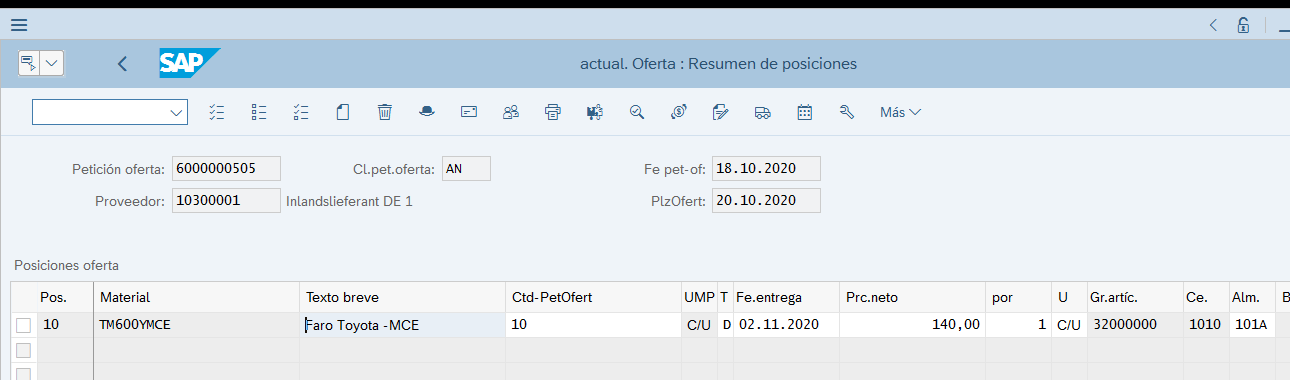 SAP
actual. Oferta : Resumen de posiciones
Más
Petición oferta: 6000000505 Cl.pet.oferta: AN Fe pet-of: 18.10.2020
Proveedor: 10300001 Inlandslieferant DE 1 PlzOfert: 20.10.2020
Posiciones oferta
Pos. Material Texto breve Ctd-PetOfert UMP T Fe.entrega Prc.neto por U Gr.artíc. Ce. Alm. B
10 TM600YMCE Faro Toyota -MCE 10 C/U D 02.11.2020 140,00 1 C/U 32000000 1010 101A